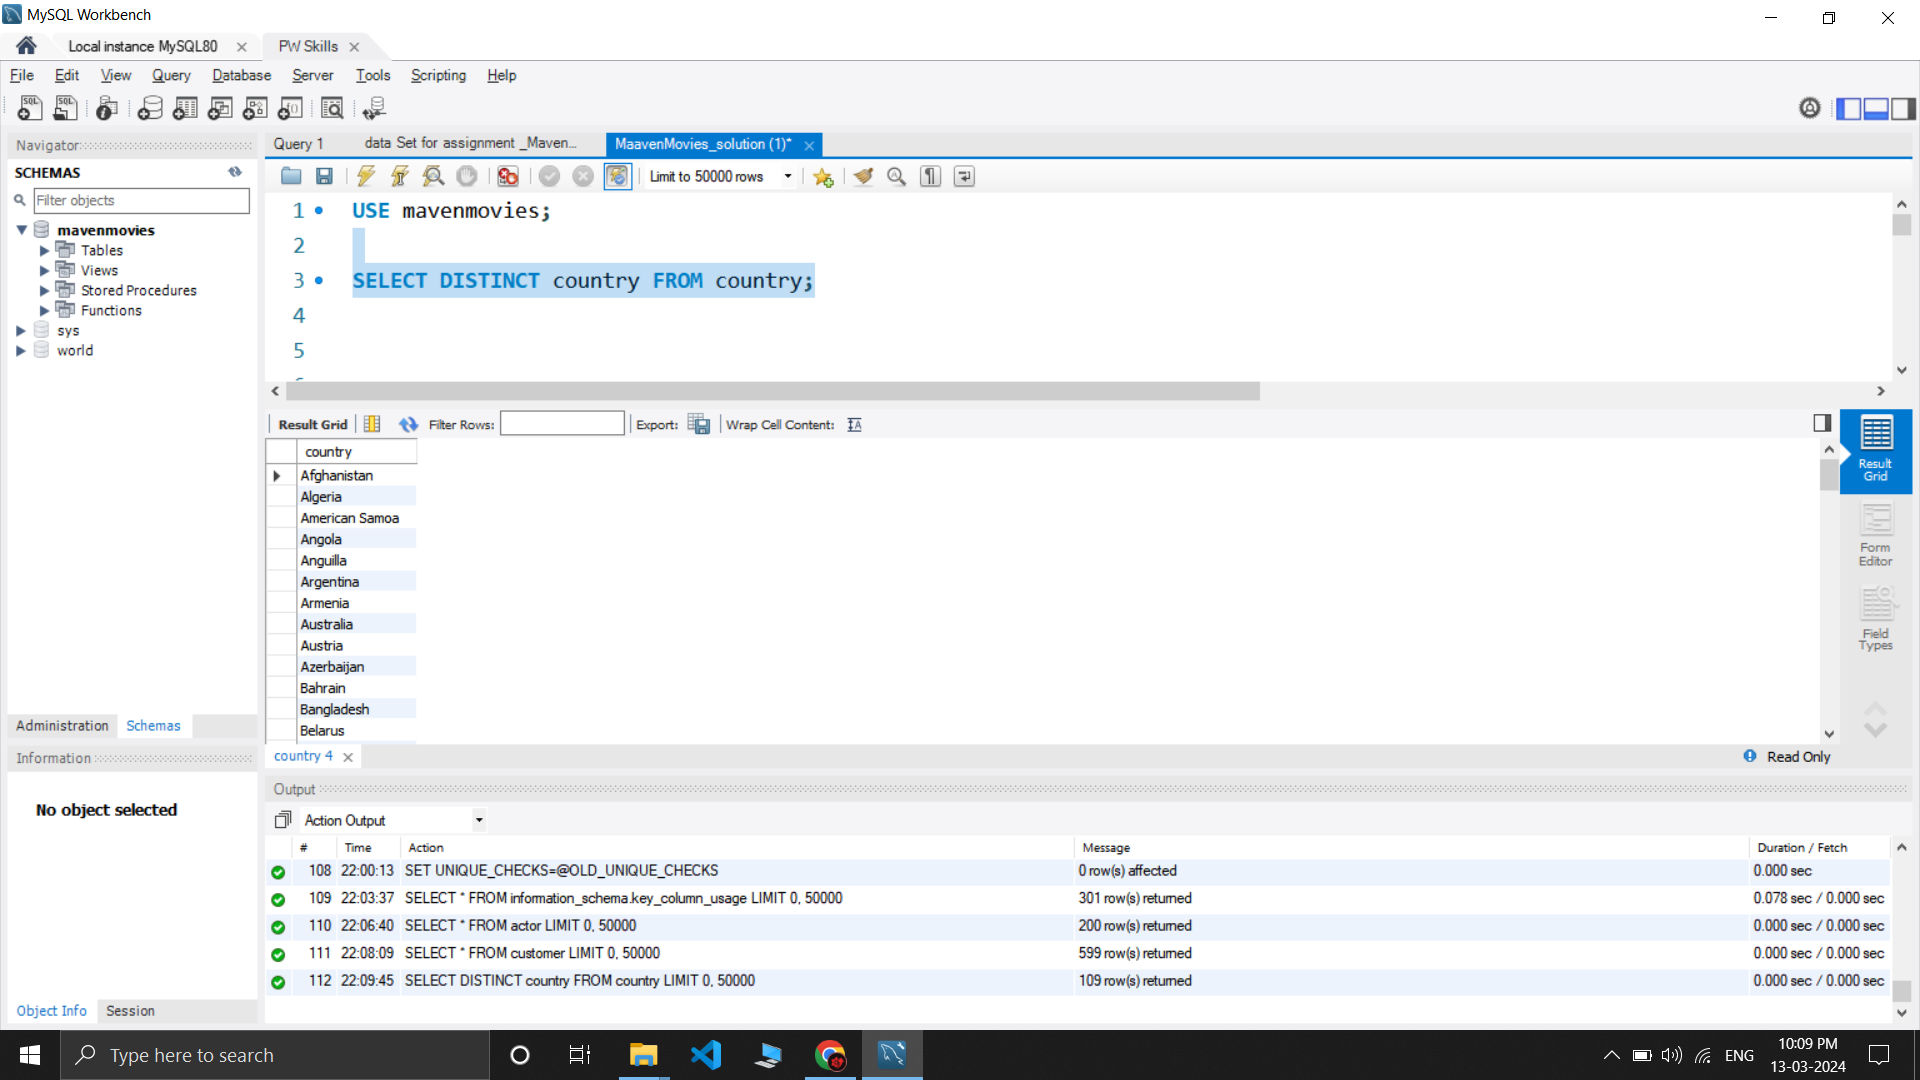 MySQL Workbench
Local instance MySQL80
PW Skills
File Edit View Query Database Server Tools Scripting Help
Navigator
SCHEMAS
Filter objects
mavenmovies
Tables
Views
Stored Procedures
Functions
sys
world
Administration Schemas
Information
No object selected
Object Info Session
Query 1
data Set for assignment _Maven...
MaavenMovies_solution (1)*
Limit to 50000 rows
1 USE mavenmovies;
2
3 SELECT DISTINCT country FROM country;
4
5
Result Grid
Filter Rows:
Export:
Wrap Cell Content:
country
Afghanistan
Algeria
American Samoa
Angola
Anguilla
Argentina
Armenia
Australia
Austria
Azerbaijan
Bahrain
Bangladesh
Belarus
Result Grid
Form Editor
Field Types
country 4
Read Only
Output
Action Output
# Time Action Message Duration / Fetch
108 22:00:13 SET UNIQUE_CHECKS=@OLD_UNIQUE_CHECKS 0 row(s) affected 0.000 sec
109 22:03:37 SELECT * FROM information_schema.key_column_usage LIMIT 0, 50000 301 row(s) returned 0.078 sec / 0.000 sec
110 22:06:40 SELECT * FROM actor LIMIT 0, 50000 200 row(s) returned 0.000 sec / 0.000 sec
111 22:08:09 SELECT * FROM customer LIMIT 0, 50000 599 row(s) returned 0.000 sec / 0.000 sec
112 22:09:45 SELECT DISTINCT country FROM country LIMIT 0, 50000 109 row(s) returned 0.000 sec / 0.000 sec
Type here to search
ENG
10:09 PM
13-03-2024